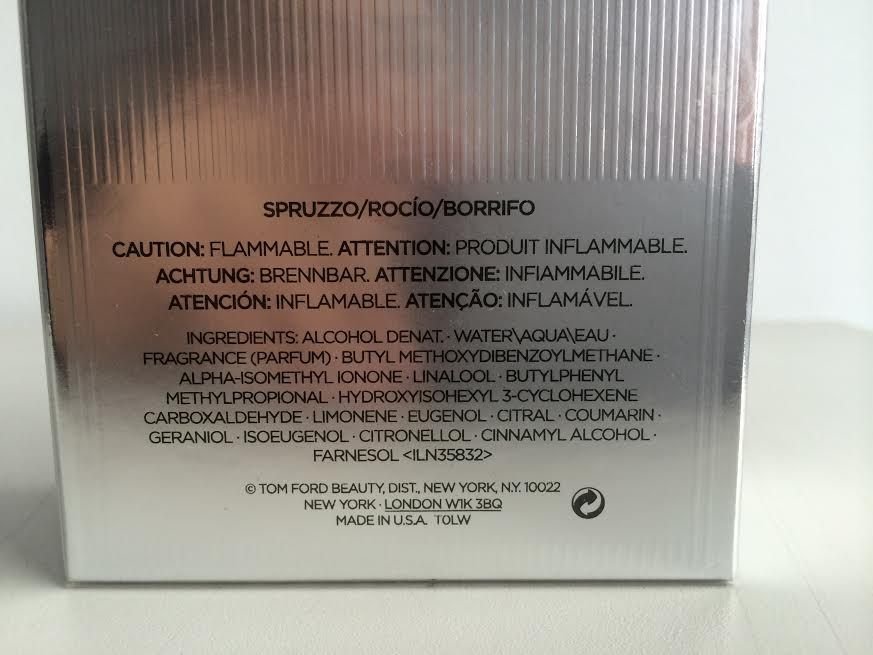 SPRUZZO/ROCÍO/BORRIFO
CAUTION: FLAMMABLE. ATTENTION: PRODUIT INFLAMMABLE.
ACHTUNG: BRENNBAR. ATTENZIONE: INFIAMMABILE.
ATENCIÓN: INFLAMABLE. ATENÇÃO: INFLAMÁVEL.
INGREDIENTS: ALCOHOL DENAT. · WATER\AQUA\EAU ·
FRAGRANCE (PARFUM) · BUTYL METHOXYDIBENZOYLMETHANE ·
ALPHA-ISOMETHYL IONONE · LINALOOL · BUTYLPHENYL
METHYLPROPIONAL · HYDROXYISOHEXYL 3-CYCLOHEXENE
CARBOXALDEHYDE · LIMONENE · EUGENOL · CITRAL · COUMARIN ·
GERANIOL · ISOEUGENOL · CITRONELLOL · CINNAMYL ALCOHOL ·
FARNESOL <ILN35832>
© TOM FORD BEAUTY, DIST., NEW YORK, N.Y. 10022
NEW YORK · LONDON W1K 3BQ
MADE IN U.S.A. T0LW